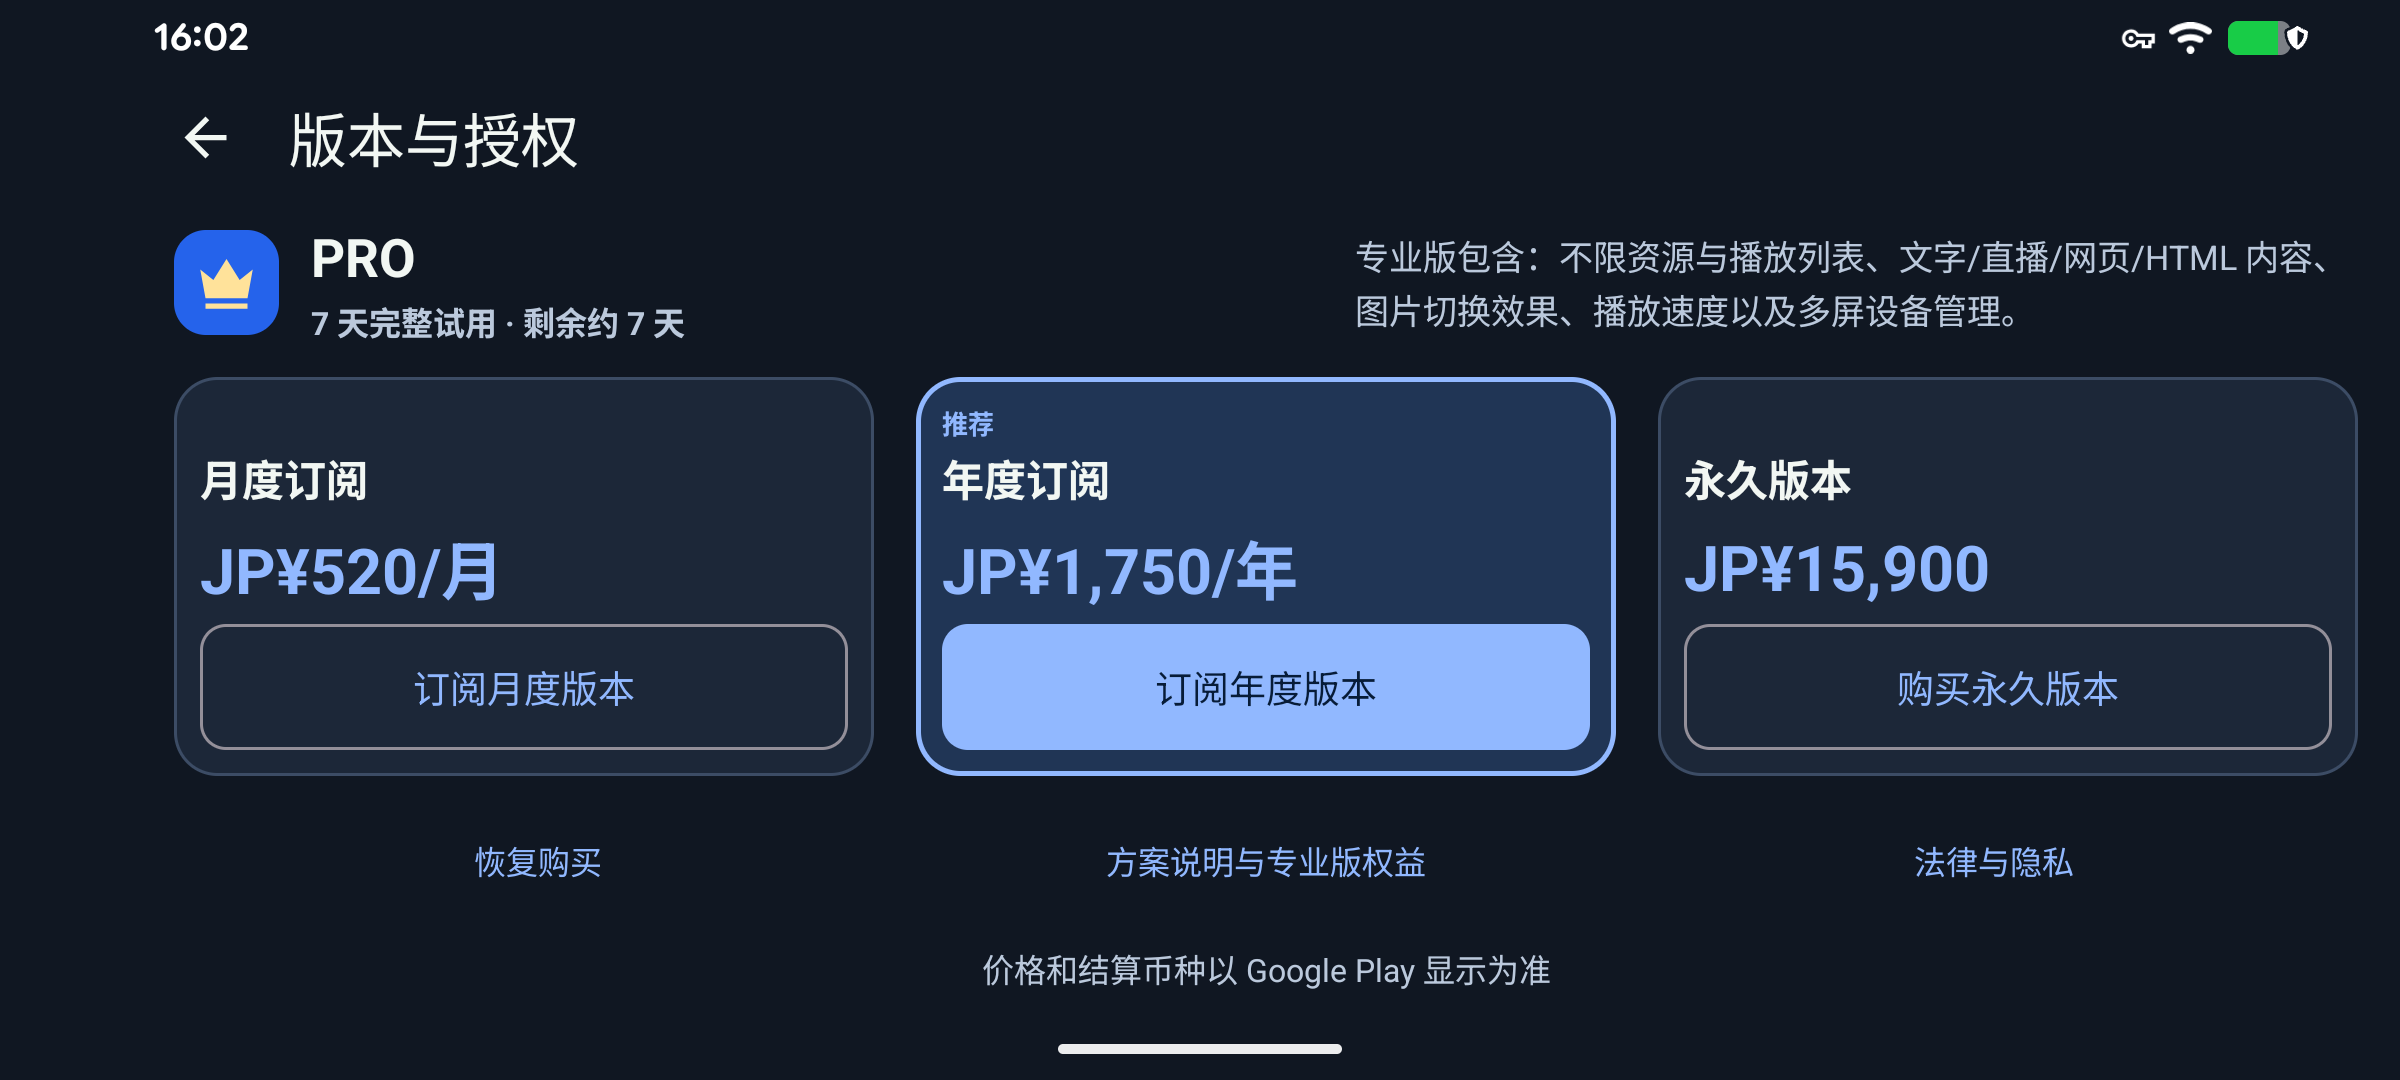 16:02
版本与授权
PRO
7 天完整试用 · 剩余约 7 天
专业版包含：不限资源与播放列表、文字/直播/网页/HTML 内容、
图片切换效果、播放速度以及多屏设备管理。
月度订阅
JP¥520/月
订阅月度版本
推荐
年度订阅
JP¥1,750/年
订阅年度版本
永久版本
JP¥15,900
购买永久版本
恢复购买
方案说明与专业版权益
法律与隐私
价格和结算币种以 Google Play 显示为准